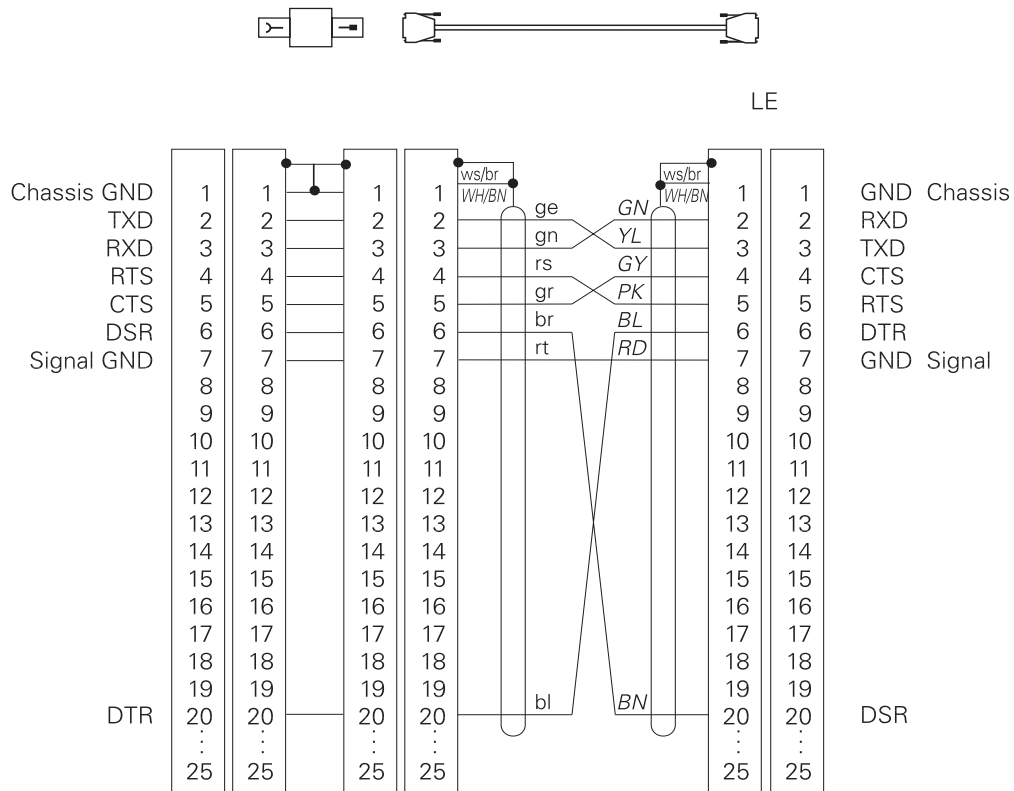 LE
ws/br ws/br
Chassis GND 1 1 1 1 WH/BN WH/BN 1 1 GND Chassis
TXD 2 2 2 2 ge GN 2 2 RXD
RXD 3 3 3 3 gn YL 3 3 TXD
RTS 4 4 4 4 rs GY 4 4 CTS
CTS 5 5 5 5 gr PK 5 5 RTS
DSR 6 6 6 6 br BL 6 6 DTR
Signal GND 7 7 7 7 rt RD 7 7 GND Signal
8 8 8 8 8 8
9 9 9 9 9 9
10 10 10 10 10 10
11 11 11 11 11 11
12 12 12 12 12 12
13 13 13 13 13 13
14 14 14 14 14 14
15 15 15 15 15 15
16 16 16 16 16 16
17 17 17 17 17 17
18 18 18 18 18 18
19 19 19 19 19 19
DTR 20 20 20 20 bl BN 20 20 DSR
25 25 25 25 25 25